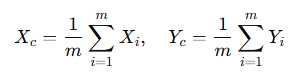 X_c = \frac{1}{m} \sum_{i=1}^{m} X_i, \quad Y_c = \frac{1}{m} \sum_{i=1}^{m} Y_i